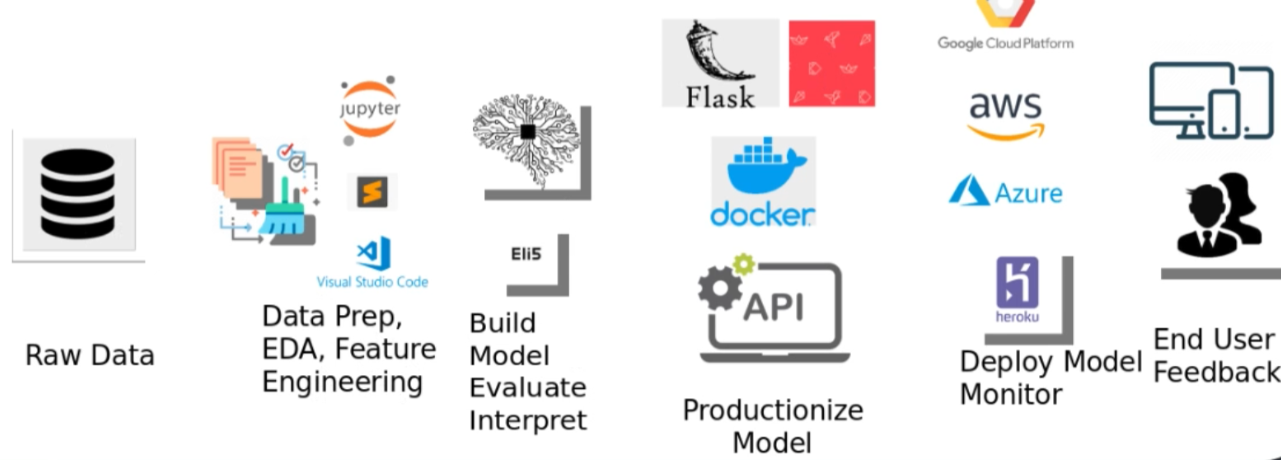 Raw Data
jupyter
Visual Studio Code
Data Prep,
EDA, Feature
Engineering
Eli5
Build
Model
Evaluate
Interpret
Flask
docker
API
Productionize
Model
Google Cloud Platform
aws
Azure
heroku
Deploy Model
Monitor
End User
Feedback